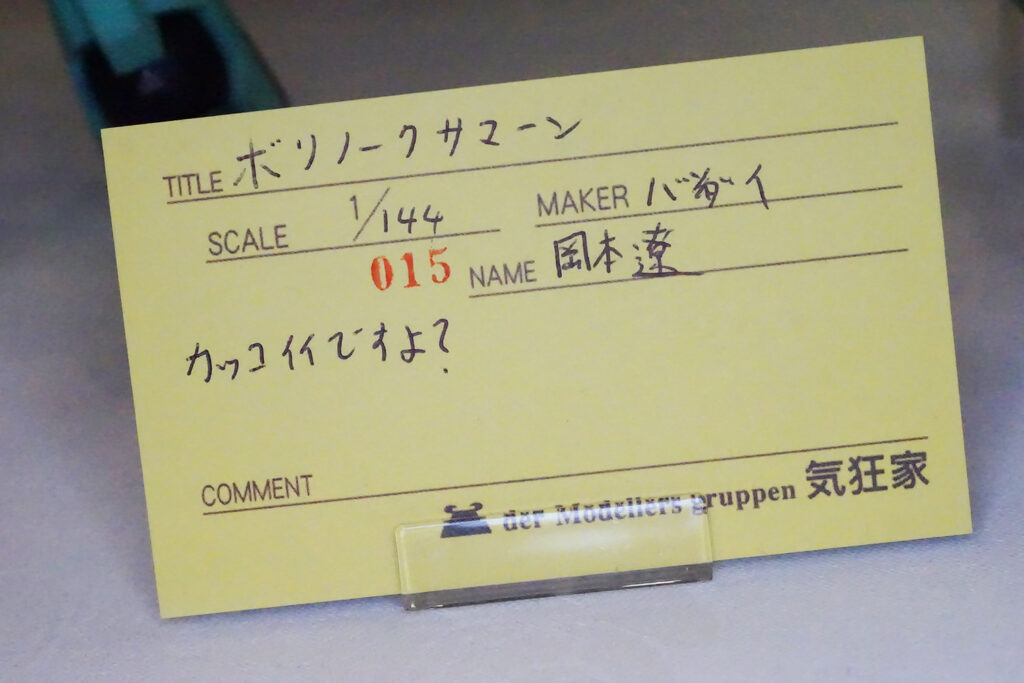 TITLE ボリノークサマーン
SCALE 1/144 MAKER バンダイ
015 NAME 岡本遼
カッコイイですよ?
COMMENT
der Modellers gruppen 気狂家